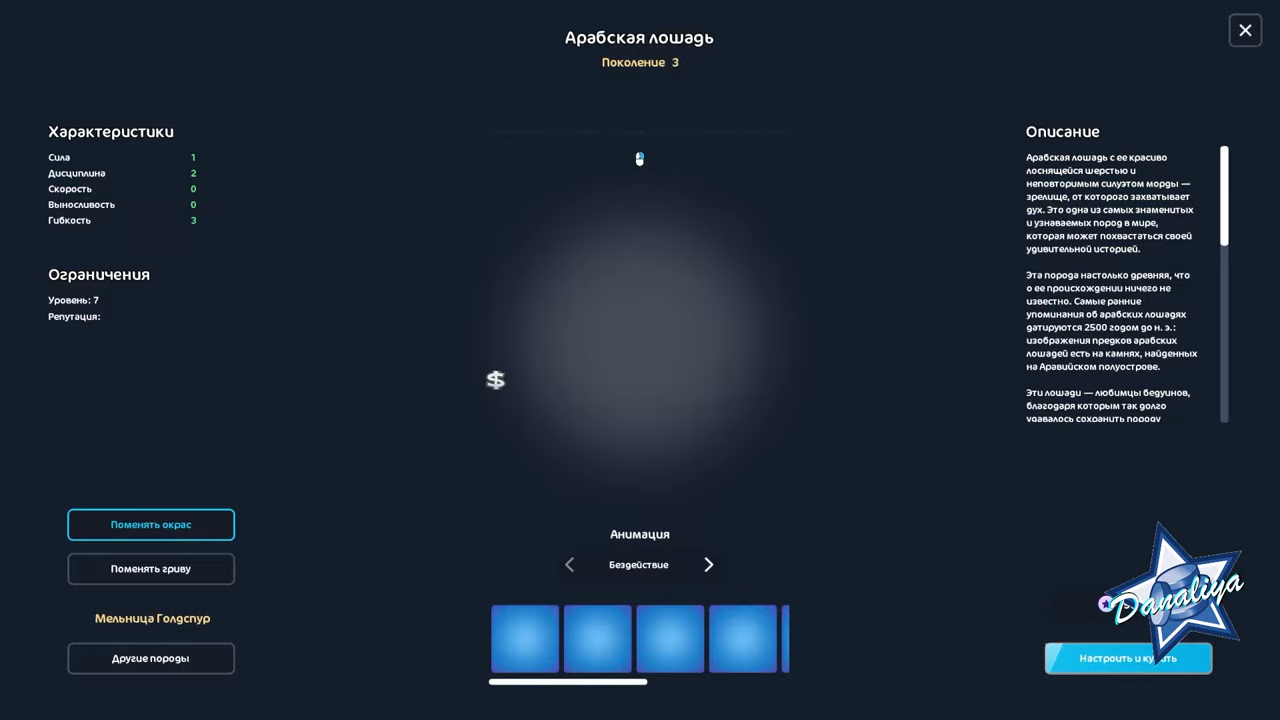 Арабская лошадь
Поколение 3
Характеристики
Сила 1
Дисциплина 2
Скорость 0
Выносливость 0
Гибкость 3
Ограничения
Уровень: 7
Репутация:
$
Описание
Арабская лошадь с ее красиво
лоснящейся шерстью и
неповторимым силуэтом морды —
зрелище, от которого захватывает
дух. Это одна из самых знаменитых
и узнаваемых пород в мире,
которая может похвастаться своей
удивительной историей.
Эта порода настолько древняя, что
о ее происхождении ничего не
известно. Самые ранние
упоминания об арабских лошадях
датируются 2500 годом до н. э.:
изображения предков арабских
лошадей есть на камнях, найденных
на Аравийском полуострове.
Эти лошади — любимцы бедуинов,
благодаря которым так долго
удавалось сохранить породу
Поменять окрас
Поменять гриву
Мельница Голдспур
Другие породы
Анимация
Бездействие
Danaliya
Настроить и купить